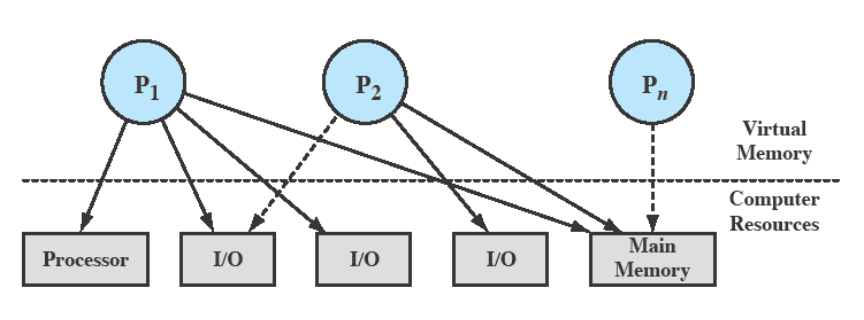 P1
P2
Pn
Virtual
Memory
Computer
Resources
Processor
I/O
I/O
I/O
Main
Memory